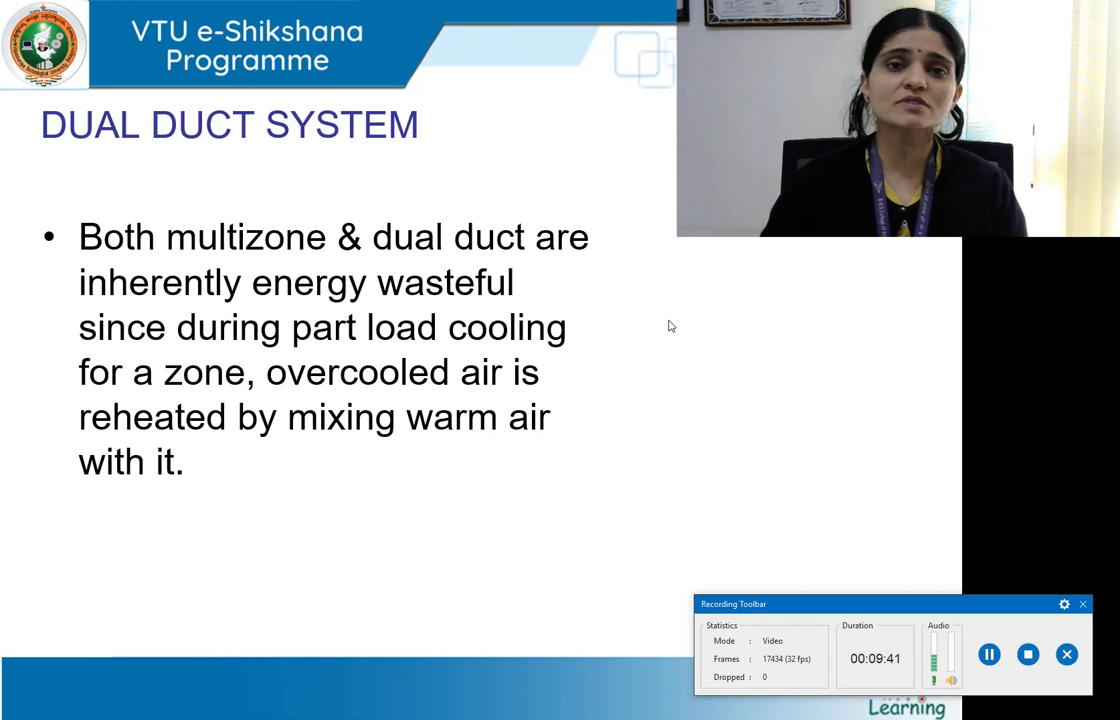 VTU e-Shikshana
Programme
DUAL DUCT SYSTEM
• Both multizone & dual duct are
inherently energy wasteful
since during part load cooling
for a zone, overcooled air is
reheated by mixing warm air
with it.
Recording Toolbar
Statistics
Mode : Video
Frames : 17434 (32 fps)
Dropped : 0
Duration
00:09:41
Audio
Learning